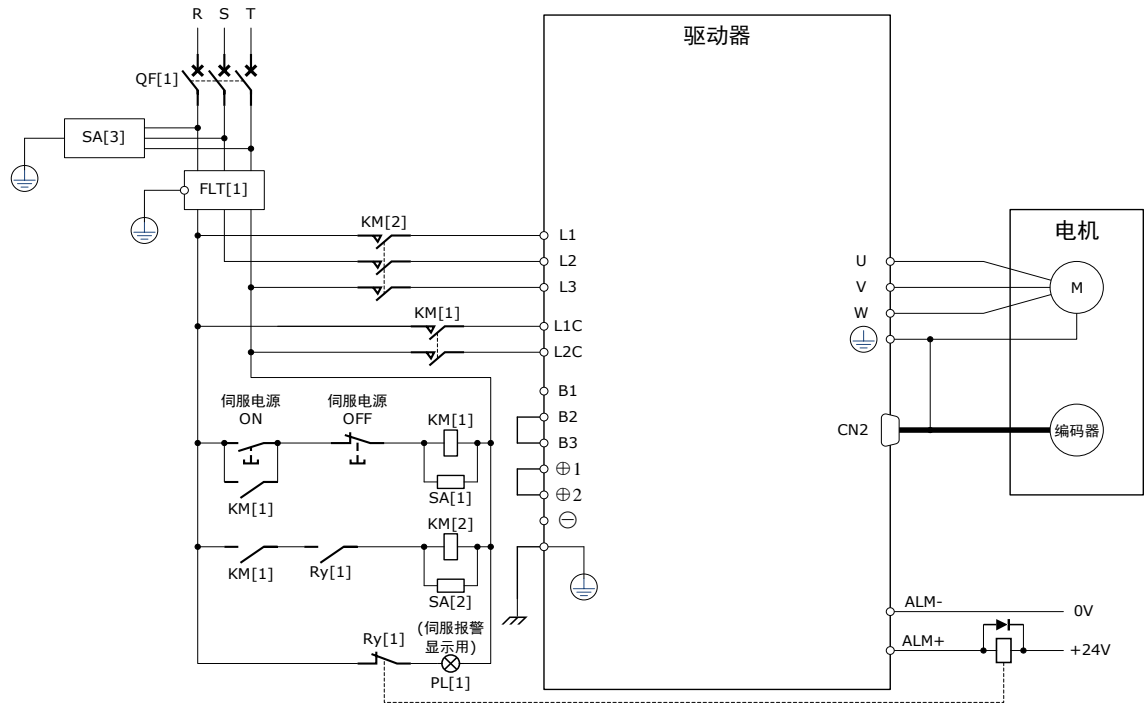 R S T
驱动器
QF[1]
SA[3]
FLT[1]
KM[2]
L1
L2
L3
KM[1]
L1C
L2C
U
V
W
电机
M
伺服电源
ON
伺服电源
OFF
KM[1]
SA[1]
KM[1]
B1
B2
B3
⊕1
⊕2
⊖
CN2
编码器
KM[2]
KM[1]
Ry[1]
SA[2]
Ry[1]
(伺服报警
显示用)
PL[1]
ALM-
0V
ALM+
+24V